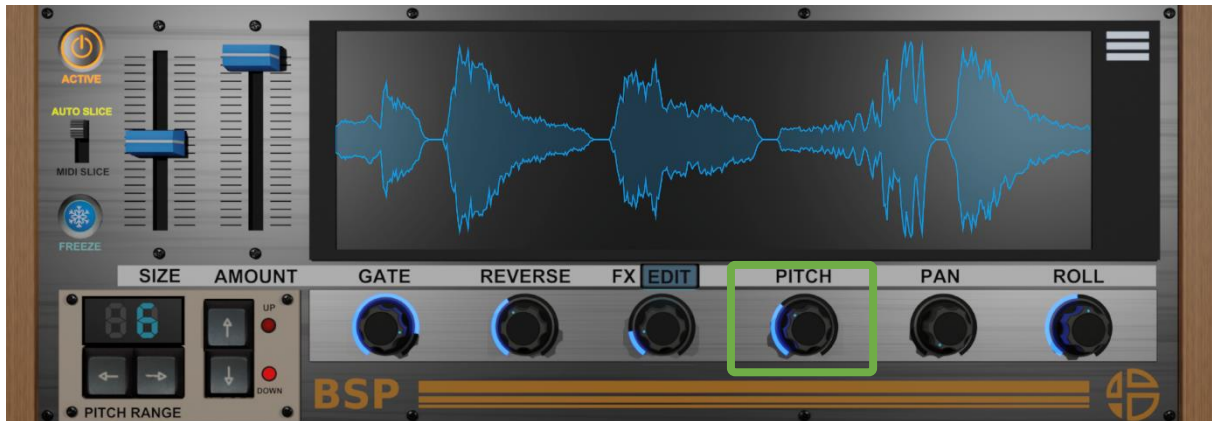 ACTIVE
AUTO SLICE
MIDI SLICE
FREEZE
SIZE AMOUNT GATE REVERSE FX EDIT PITCH PAN ROLL
6
UP
DOWN
PITCH RANGE
BSP